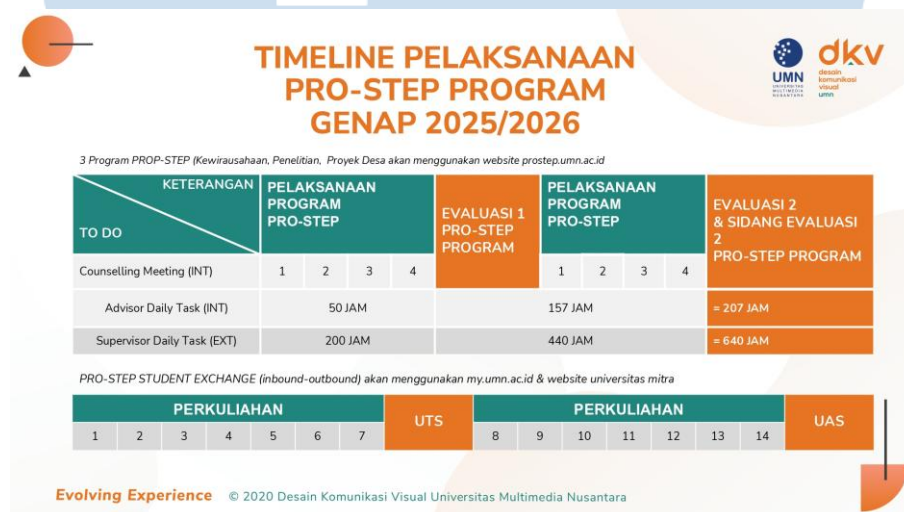 TIMELINE PELAKSANAAN
PRO-STEP PROGRAM
GENAP 2025/2026
UMN
UNIVERSITAS
MULTIMEDIA
NUSANTARA
dkv
desain
komunikasi
visual
umn
3 Program PROP-STEP (Kewirausahaan, Penelitian, Proyek Desa akan menggunakan website prostep.umn.ac.id
KETERANGAN
TO DO
PELAKSANAAN
PROGRAM
PRO-STEP
EVALUASI 1
PRO-STEP
PROGRAM
PELAKSANAAN
PROGRAM
PRO-STEP
EVALUASI 2
& SIDANG EVALUASI
2
PRO-STEP PROGRAM
Counselling Meeting (INT) 1 2 3 4 1 2 3 4
Advisor Daily Task (INT) 50 JAM 157 JAM = 207 JAM
Supervisor Daily Task (EXT) 200 JAM 440 JAM = 640 JAM
PRO-STEP STUDENT EXCHANGE (inbound-outbound) akan menggunakan my.umn.ac.id & website universitas mitra
PERKULIAHAN UTS PERKULIAHAN UAS
1 2 3 4 5 6 7 8 9 10 11 12 13 14
Evolving Experience © 2020 Desain Komunikasi Visual Universitas Multimedia Nusantara